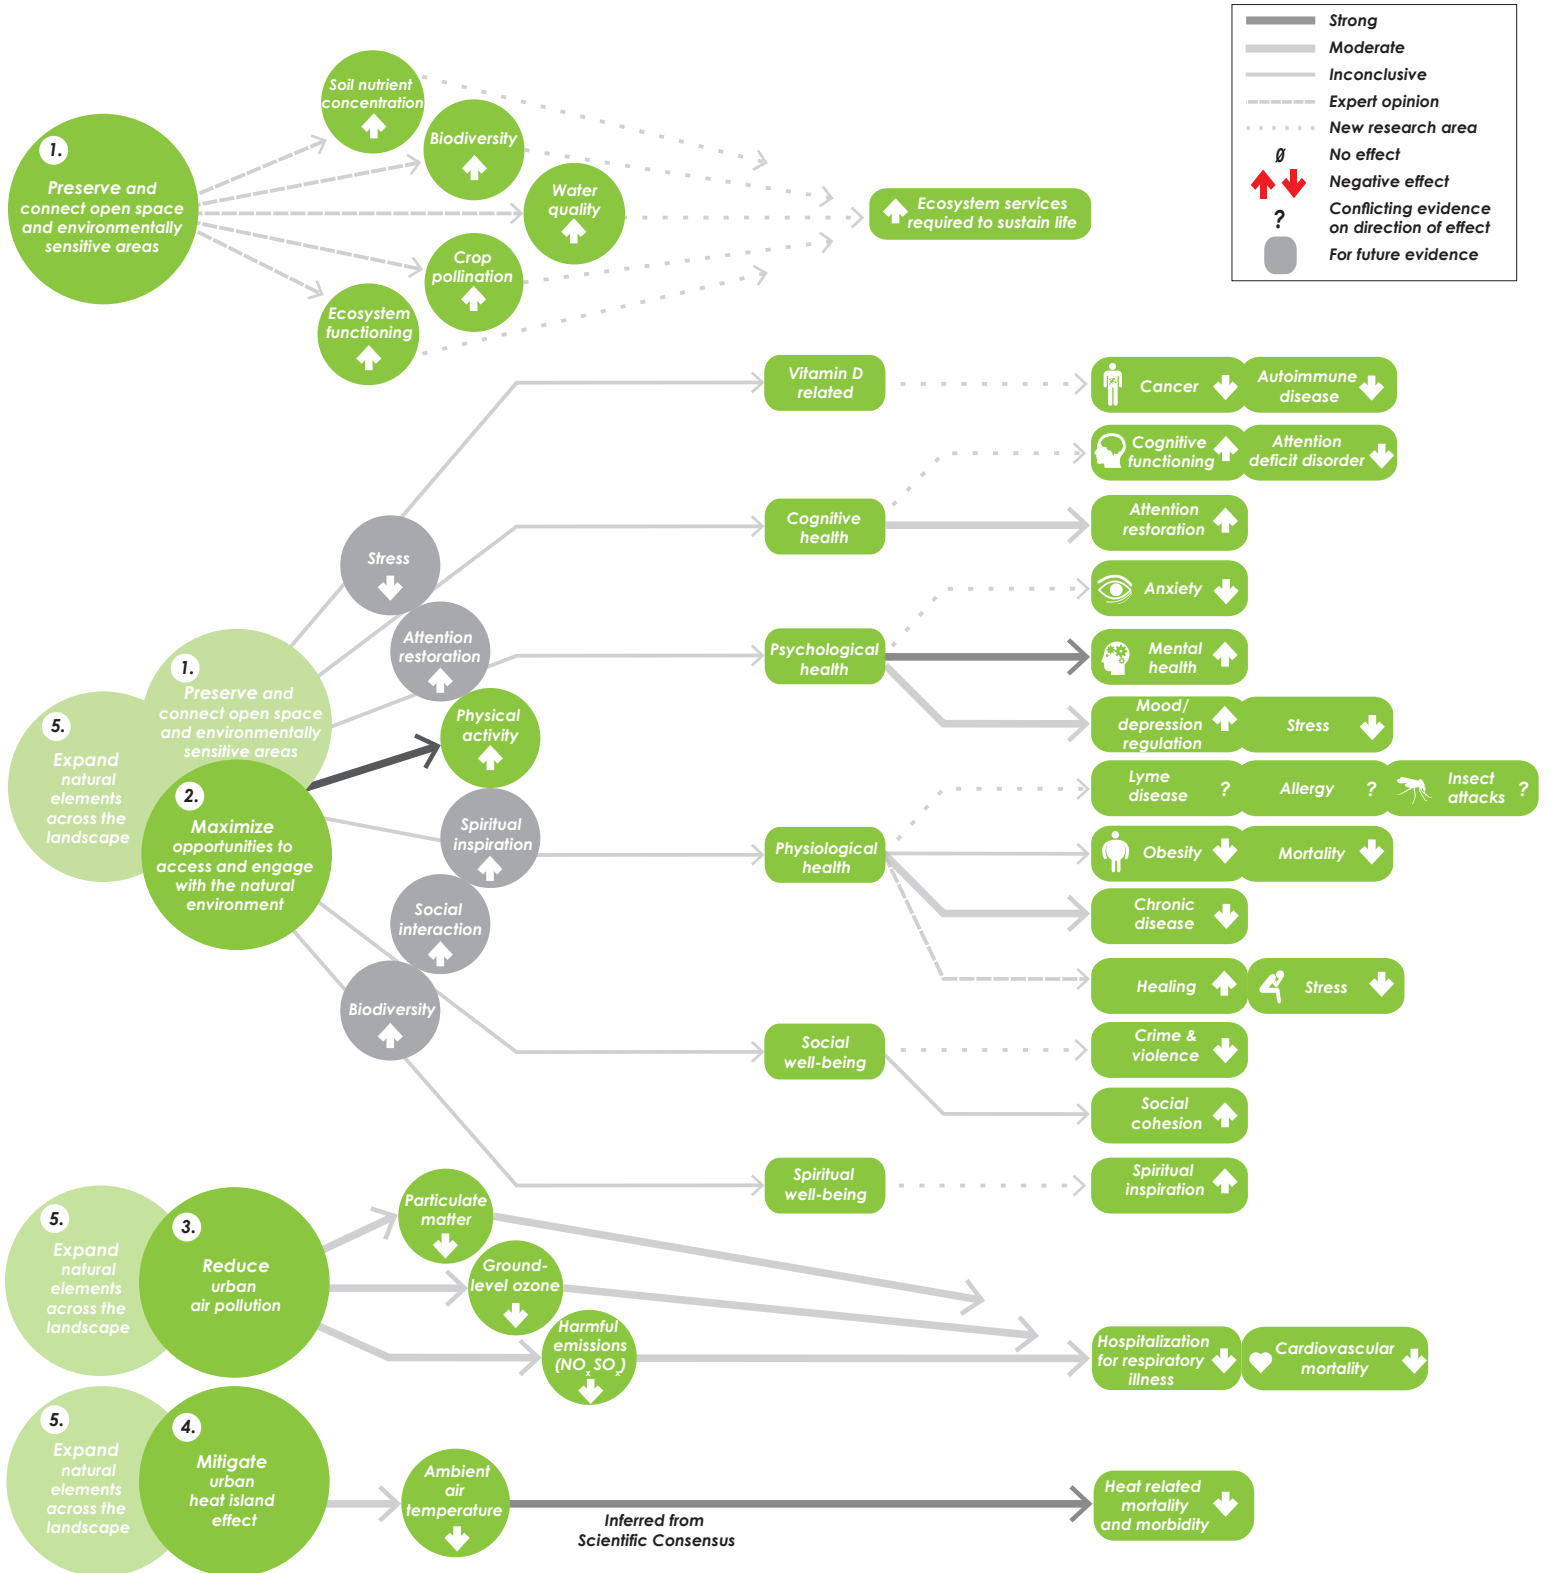 Strong
Moderate
Inconclusive
Expert opinion
New research area
Ø No effect
Negative effect
? Conflicting evidence
on direction of effect
For future evidence
1.
Preserve and
connect open space
and environmentally
sensitive areas
Soil nutrient
concentration
Biodiversity
Water
quality
Crop
pollination
Ecosystem
functioning
Ecosystem services
required to sustain life
5.
Expand
natural
elements
across the
landscape
1.
Preserve and
connect open space
and environmentally
sensitive areas
2.
Maximize
opportunities to
access and engage
with the natural
environment
Stress
Attention
restoration
Physical
activity
Spiritual
inspiration
Social
interaction
Biodiversity
Vitamin D
related
Cancer
Autoimmune
disease
Cognitive
health
Cognitive
functioning
Attention
deficit disorder
Attention
restoration
Psychological
health
Anxiety
Mental
health
Mood/
depression
regulation
Stress
Physiological
health
Lyme
disease ?
Allergy ?
Insect
attacks ?
Obesity
Mortality
Chronic
disease
Healing
Stress
Social
well-being
Crime &
violence
Social
cohesion
Spiritual
well-being
Spiritual
inspiration
5.
Expand
natural
elements
across the
landscape
3.
Reduce
urban
air pollution
Particulate
matter
Ground-
level ozone
Harmful
emissions
(NOx SOx)
Hospitalization
for respiratory
illness
Cardiovascular
mortality
5.
Expand
natural
elements
across the
landscape
4.
Mitigate
urban
heat island
effect
Ambient
air
temperature
Inferred from
Scientific Consensus
Heat related
mortality
and morbidity